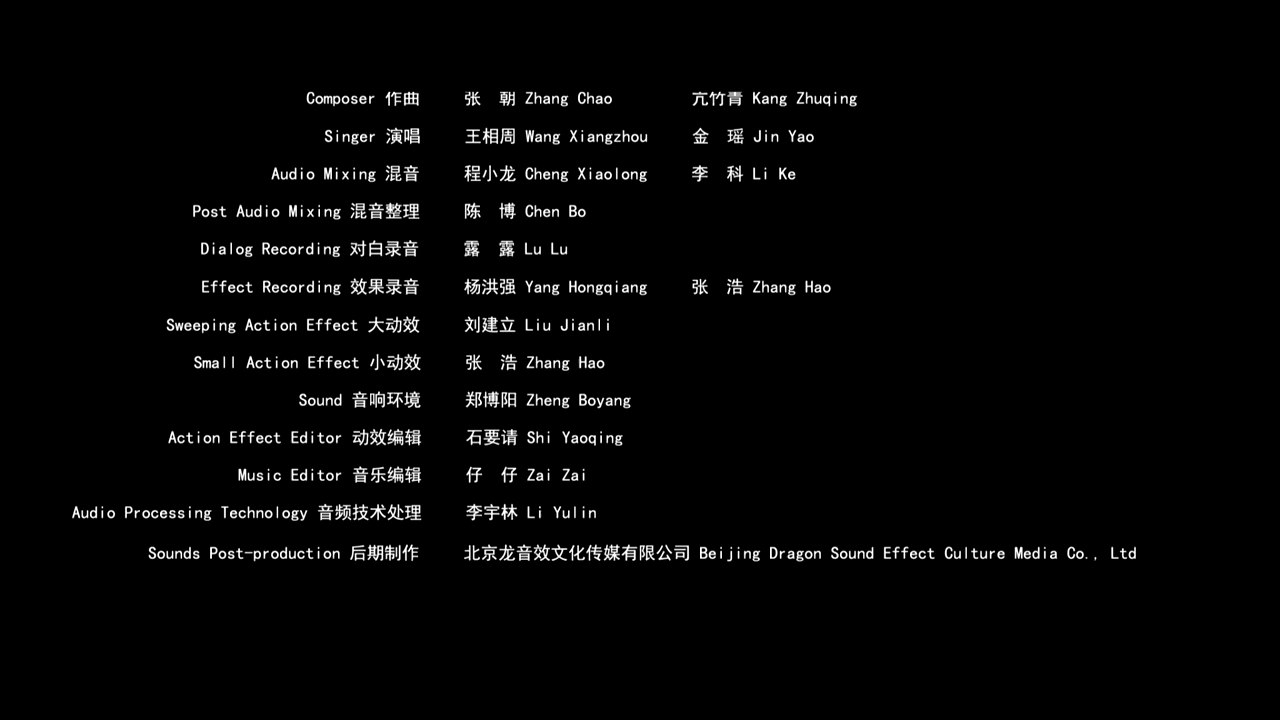 Composer 作曲 张 朝 Zhang Chao 亢竹青 Kang Zhuqing
Singer 演唱 王相周 Wang Xiangzhou 金 瑶 Jin Yao
Audio Mixing 混音 程小龙 Cheng Xiaolong 李 科 Li Ke
Post Audio Mixing 混音整理 陈 博 Chen Bo
Dialog Recording 对白录音 露 露 Lu Lu
Effect Recording 效果录音 杨洪强 Yang Hongqiang 张 浩 Zhang Hao
Sweeping Action Effect 大动效 刘建立 Liu Jianli
Small Action Effect 小动效 张 浩 Zhang Hao
Sound 音响环境 郑博阳 Zheng Boyang
Action Effect Editor 动效编辑 石要请 Shi Yaoqing
Music Editor 音乐编辑 仔 仔 Zai Zai
Audio Processing Technology 音频技术处理 李宇林 Li Yulin
Sounds Post-production 后期制作 北京龙音效文化传媒有限公司 Beijing Dragon Sound Effect Culture Media Co., Ltd